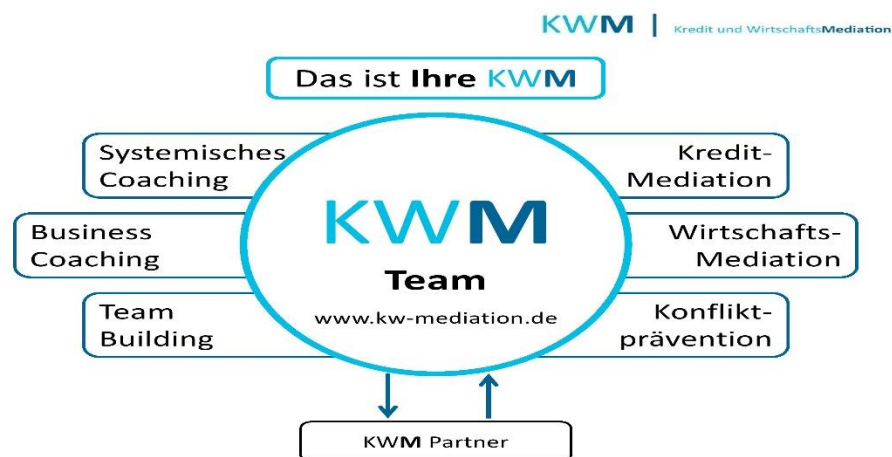 KWM | Kredit und WirtschaftsMediation
Das ist Ihre KWM
Systemisches
Coaching
Business
Coaching
Team
Building
KWM
Team
www.kw-mediation.de
Kredit-
Mediation
Wirtschafts-
Mediation
Konflikt-
prävention
KWM Partner